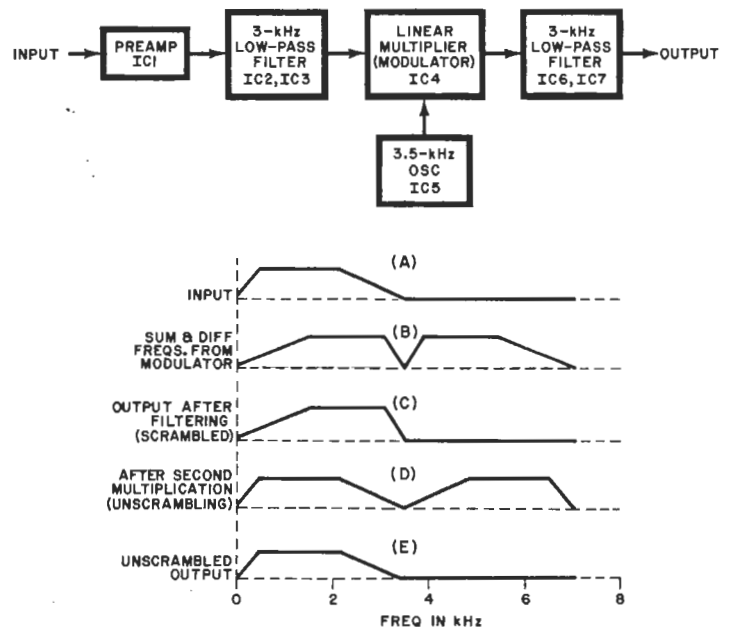 INPUT
PREAMP
IC1
3-kHz
LOW-PASS
FILTER
IC2,IC3
LINEAR
MULTIPLIER
(MODULATOR)
IC4
3-kHz
LOW-PASS
FILTER
IC6,IC7
OUTPUT
3.5-kHz
OSC
IC5
(A)
INPUT
(B)
SUM & DIFF
FREQS. FROM
MODULATOR
(C)
OUTPUT AFTER
FILTERING
(SCRAMBLED)
(D)
AFTER SECOND
MULTIPLICATION
(UNSCRAMBLING)
(E)
UNSCRAMBLED
OUTPUT
0 2 4 6 8
FREQ IN kHz